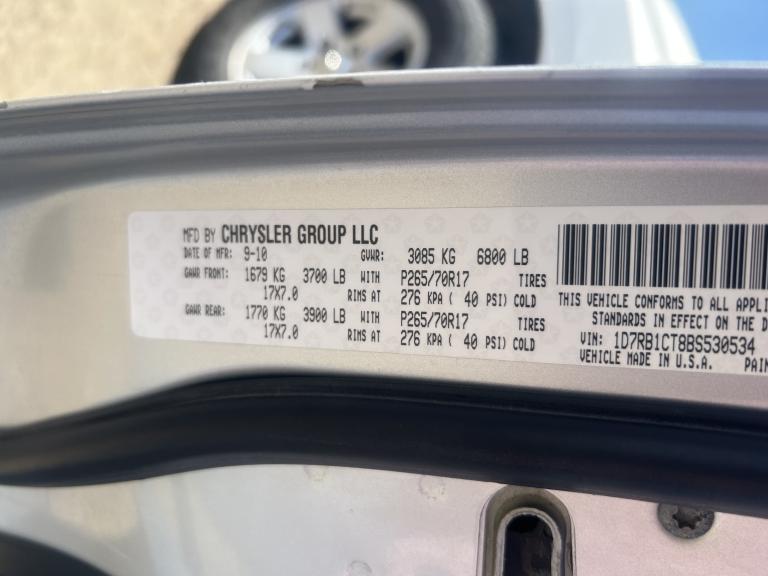 MFD BY CHRYSLER GROUP LLC
DATE OF MFR: 9-10 GVWR: 3085 KG 6800 LB
GAWR FRONT: 1679 KG 3700 LB WITH P265/70R17 TIRES
17X7.0 RIMS AT 276 KPA ( 40 PSI) COLD
GAWR REAR: 1770 KG 3900 LB WITH P265/70R17 TIRES
17X7.0 RIMS AT 276 KPA ( 40 PSI) COLD
THIS VEHICLE CONFORMS TO ALL APPLI
STANDARDS IN EFFECT ON THE D
VIN: 1D7RB1CT8BS530534
VEHICLE MADE IN U.S.A. PAIN